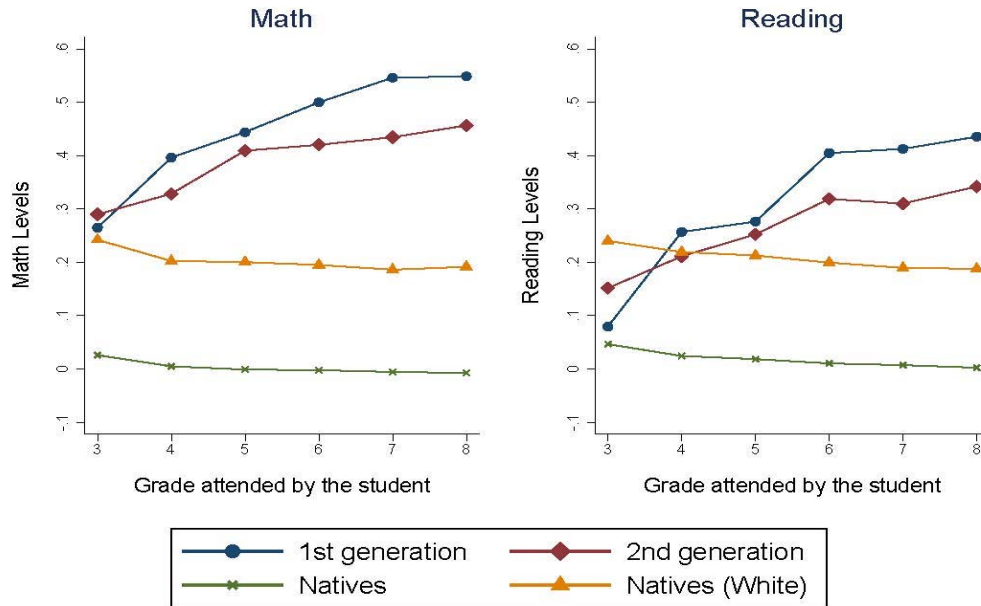 Math
Reading
.6
.5
.4
.3
.2
.1
0
-.1
Math Levels
3 4 5 6 7 8
Grade attended by the student
.6
.5
.4
.3
.2
.1
0
-.1
Reading Levels
3 4 5 6 7 8
Grade attended by the student
1st generation
2nd generation
Natives
Natives (White)